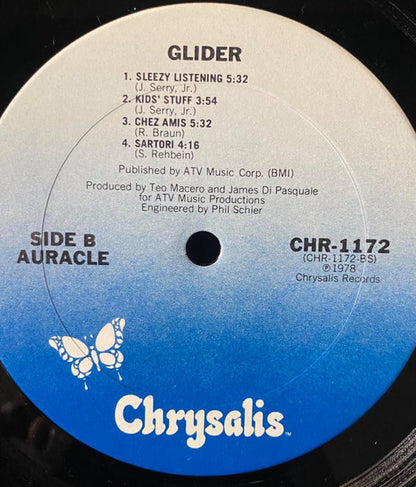 GLIDER
1. SLEEZY LISTENING 5:32
(J. Serry, Jr.)
2. KIDS' STUFF 3:54
(J. Serry, Jr.)
3. CHEZ AMIS 5:32
(R. Braun)
4. SARTORI 4:16
(S. Rehbein)
Published by ATV Music Corp. (BMI)
Produced by Teo Macero and James Di Pasquale
for ATV Music Productions
Engineered by Phil Schier
SIDE B
AURACLE
CHR-1172
(CHR-1172-BS)
℗1978
Chrysalis Records
Chrysalis™